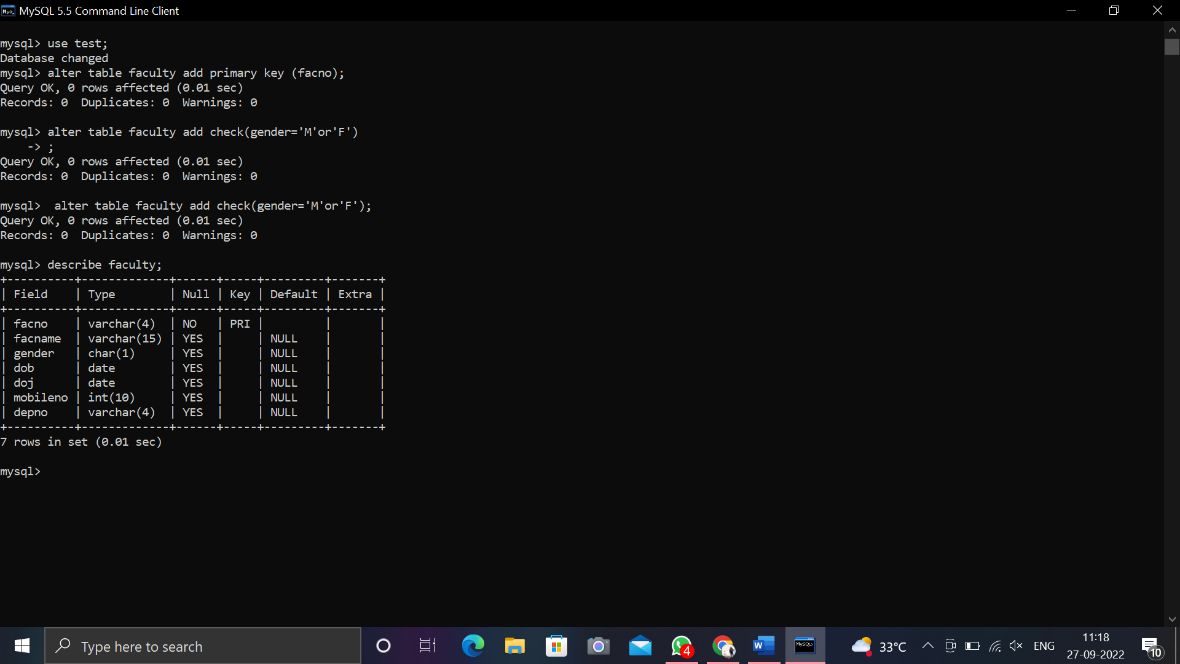 MySQL 5.5 Command Line Client
mysql> use test;
Database changed
mysql> alter table faculty add primary key (facno);
Query OK, 0 rows affected (0.01 sec)
Records: 0  Duplicates: 0  Warnings: 0
mysql> alter table faculty add check(gender='M'or'F')
    -> ;
Query OK, 0 rows affected (0.01 sec)
Records: 0  Duplicates: 0  Warnings: 0
mysql>  alter table faculty add check(gender='M'or'F');
Query OK, 0 rows affected (0.01 sec)
Records: 0  Duplicates: 0  Warnings: 0
mysql> describe faculty;
+----------+-------------+------+-----+---------+-------+
| Field    | Type        | Null | Key | Default | Extra |
+----------+-------------+------+-----+---------+-------+
| facno    | varchar(4)  | NO   | PRI |         |       |
| facname  | varchar(15) | YES  |     | NULL    |       |
| gender   | char(1)     | YES  |     | NULL    |       |
| dob      | date        | YES  |     | NULL    |       |
| doj      | date        | YES  |     | NULL    |       |
| mobileno | int(10)     | YES  |     | NULL    |       |
| depno    | varchar(4)  | YES  |     | NULL    |       |
+----------+-------------+------+-----+---------+-------+
7 rows in set (0.01 sec)
mysql>
Type here to search
4
33°C
ENG
11:18
27-09-2022
10